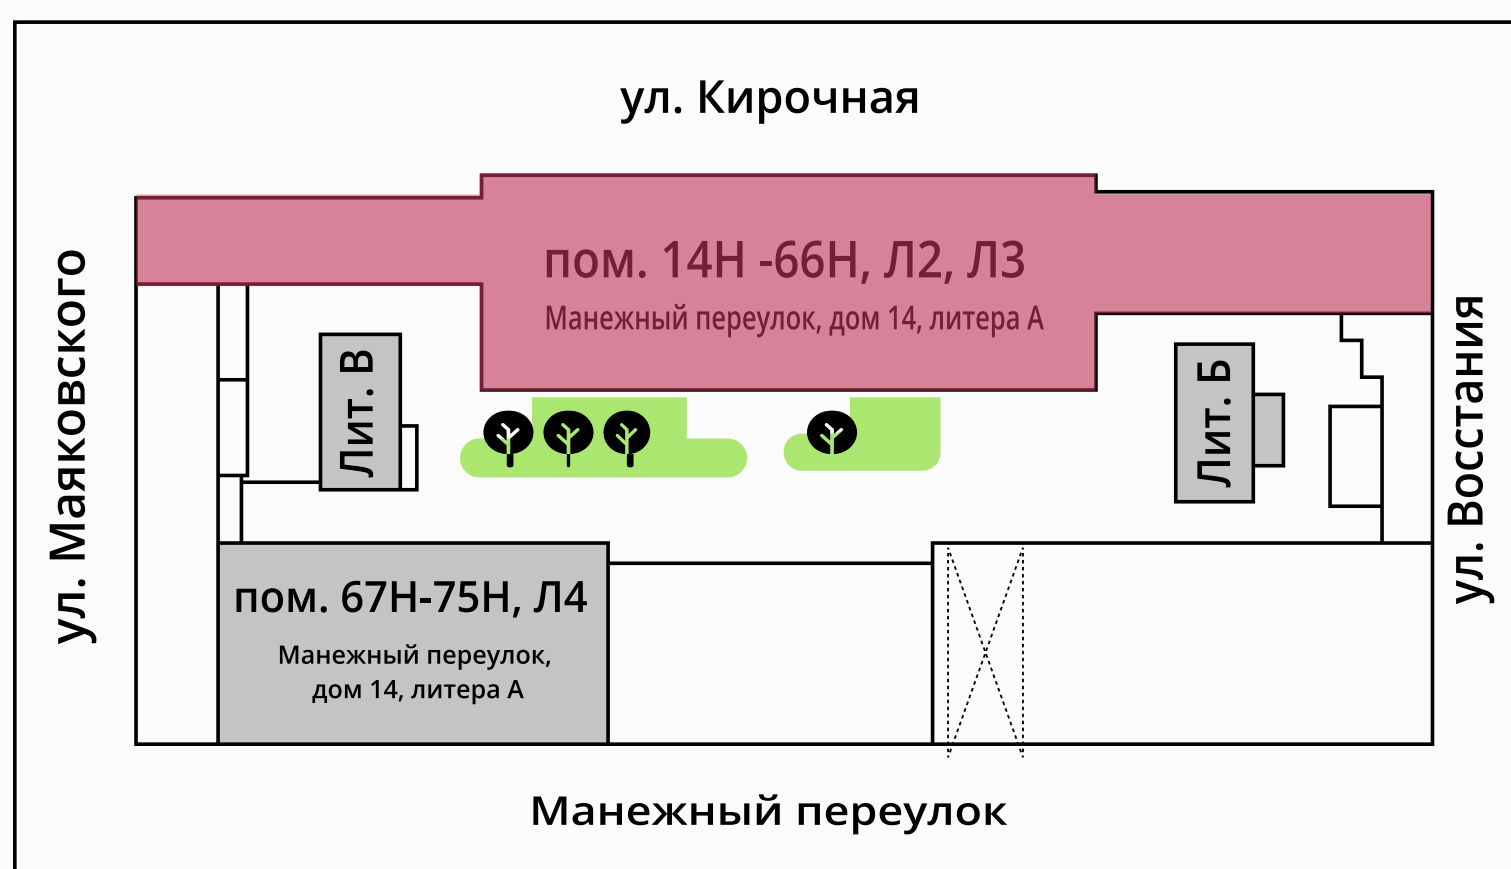 ул. Кирочная
ул. Маяковского
пом. 14Н -66Н, Л2, Л3
Манежный переулок, дом 14, литера А
ул. Восстания
Лит. В
Лит. Б
пом. 67Н-75Н, Л4
Манежный переулок,
дом 14, литера А
Манежный переулок